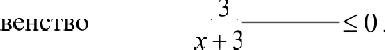 венство 3/(x + 3) ≤ 0.